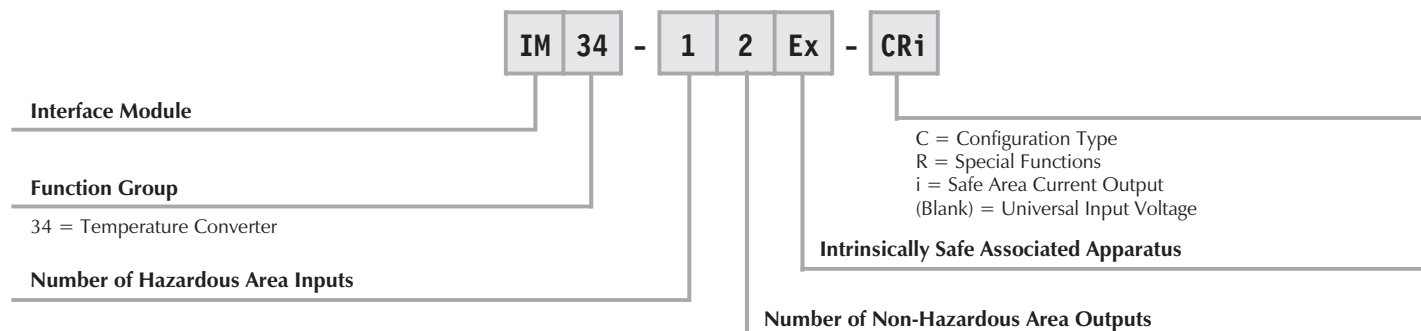 IM 34 - 1 2 Ex - CRi
Interface Module
Function Group
34 = Temperature Converter
Number of Hazardous Area Inputs
C = Configuration Type
R = Special Functions
i = Safe Area Current Output
(Blank) = Universal Input Voltage
Intrinsically Safe Associated Apparatus
Number of Non-Hazardous Area Outputs